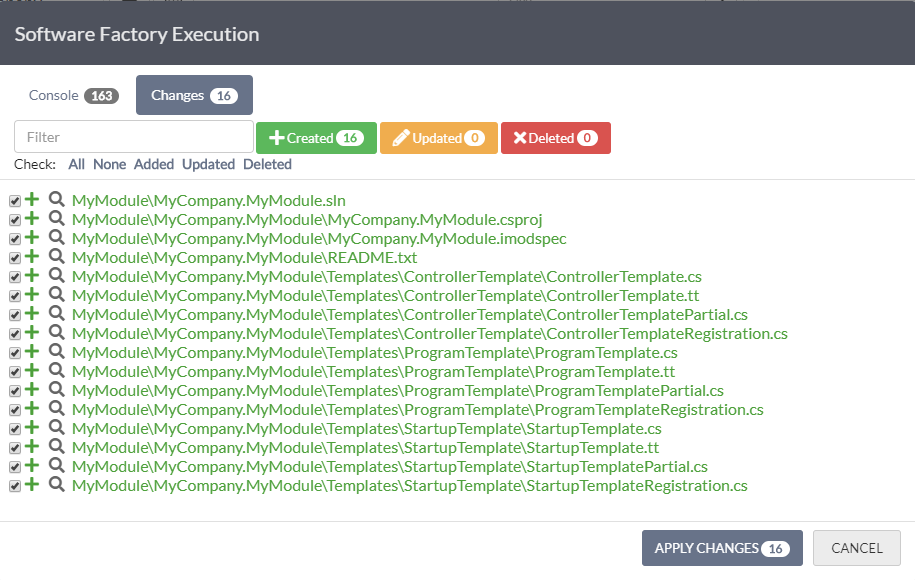 Software Factory Execution
Console 163 Changes 16
Filter Created 16 Updated 0 Deleted 0
Check: All None Added Updated Deleted
MyModule\MyCompany.MyModule.sln
MyModule\MyCompany.MyModule\MyCompany.MyModule.csproj
MyModule\MyCompany.MyModule\MyCompany.MyModule.imodspec
MyModule\MyCompany.MyModule\README.txt
MyModule\MyCompany.MyModule\Templates\ControllerTemplate\ControllerTemplate.cs
MyModule\MyCompany.MyModule\Templates\ControllerTemplate\ControllerTemplate.tt
MyModule\MyCompany.MyModule\Templates\ControllerTemplate\ControllerTemplatePartial.cs
MyModule\MyCompany.MyModule\Templates\ControllerTemplate\ControllerTemplateRegistration.cs
MyModule\MyCompany.MyModule\Templates\ProgramTemplate\ProgramTemplate.cs
MyModule\MyCompany.MyModule\Templates\ProgramTemplate\ProgramTemplate.tt
MyModule\MyCompany.MyModule\Templates\ProgramTemplate\ProgramTemplatePartial.cs
MyModule\MyCompany.MyModule\Templates\ProgramTemplate\ProgramTemplateRegistration.cs
MyModule\MyCompany.MyModule\Templates\StartupTemplate\StartupTemplate.cs
MyModule\MyCompany.MyModule\Templates\StartupTemplate\StartupTemplate.tt
MyModule\MyCompany.MyModule\Templates\StartupTemplate\StartupTemplatePartial.cs
MyModule\MyCompany.MyModule\Templates\StartupTemplate\StartupTemplateRegistration.cs
APPLY CHANGES 16 CANCEL